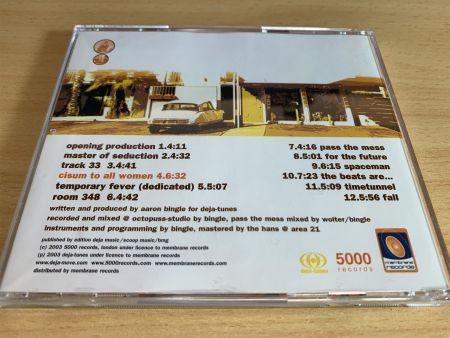 opening production 1.4:11
master of seduction 2.4:32
track 33 3.4:41
cisum to all women 4.6:32
temporary fever (dedicated) 5.5:07
room 348 6.4:42
7.4:16 pass the mess
8.5:01 for the future
9.6:15 spaceman
10.7:23 the beats are...
11.5:09 timetunnel
12.5:56 fall
written and produced by aaron bingle for deja-tunes
recorded and mixed @ octopuss-studio by bingle, pass the mess mixed by wolter/bingle
instruments and programming by bingle, mastered by the hans @ area 21
published by edition deja music/scoop music/bmg
(c) 2003 5000 records, london under licence to membrane records
(p) 2003 deja-tunes under licence to membrane records
www.deja-move.com www.5000records.com www.membranerecords.com
distributed by membrane records
deja-tunes
5000
records
membrane
records